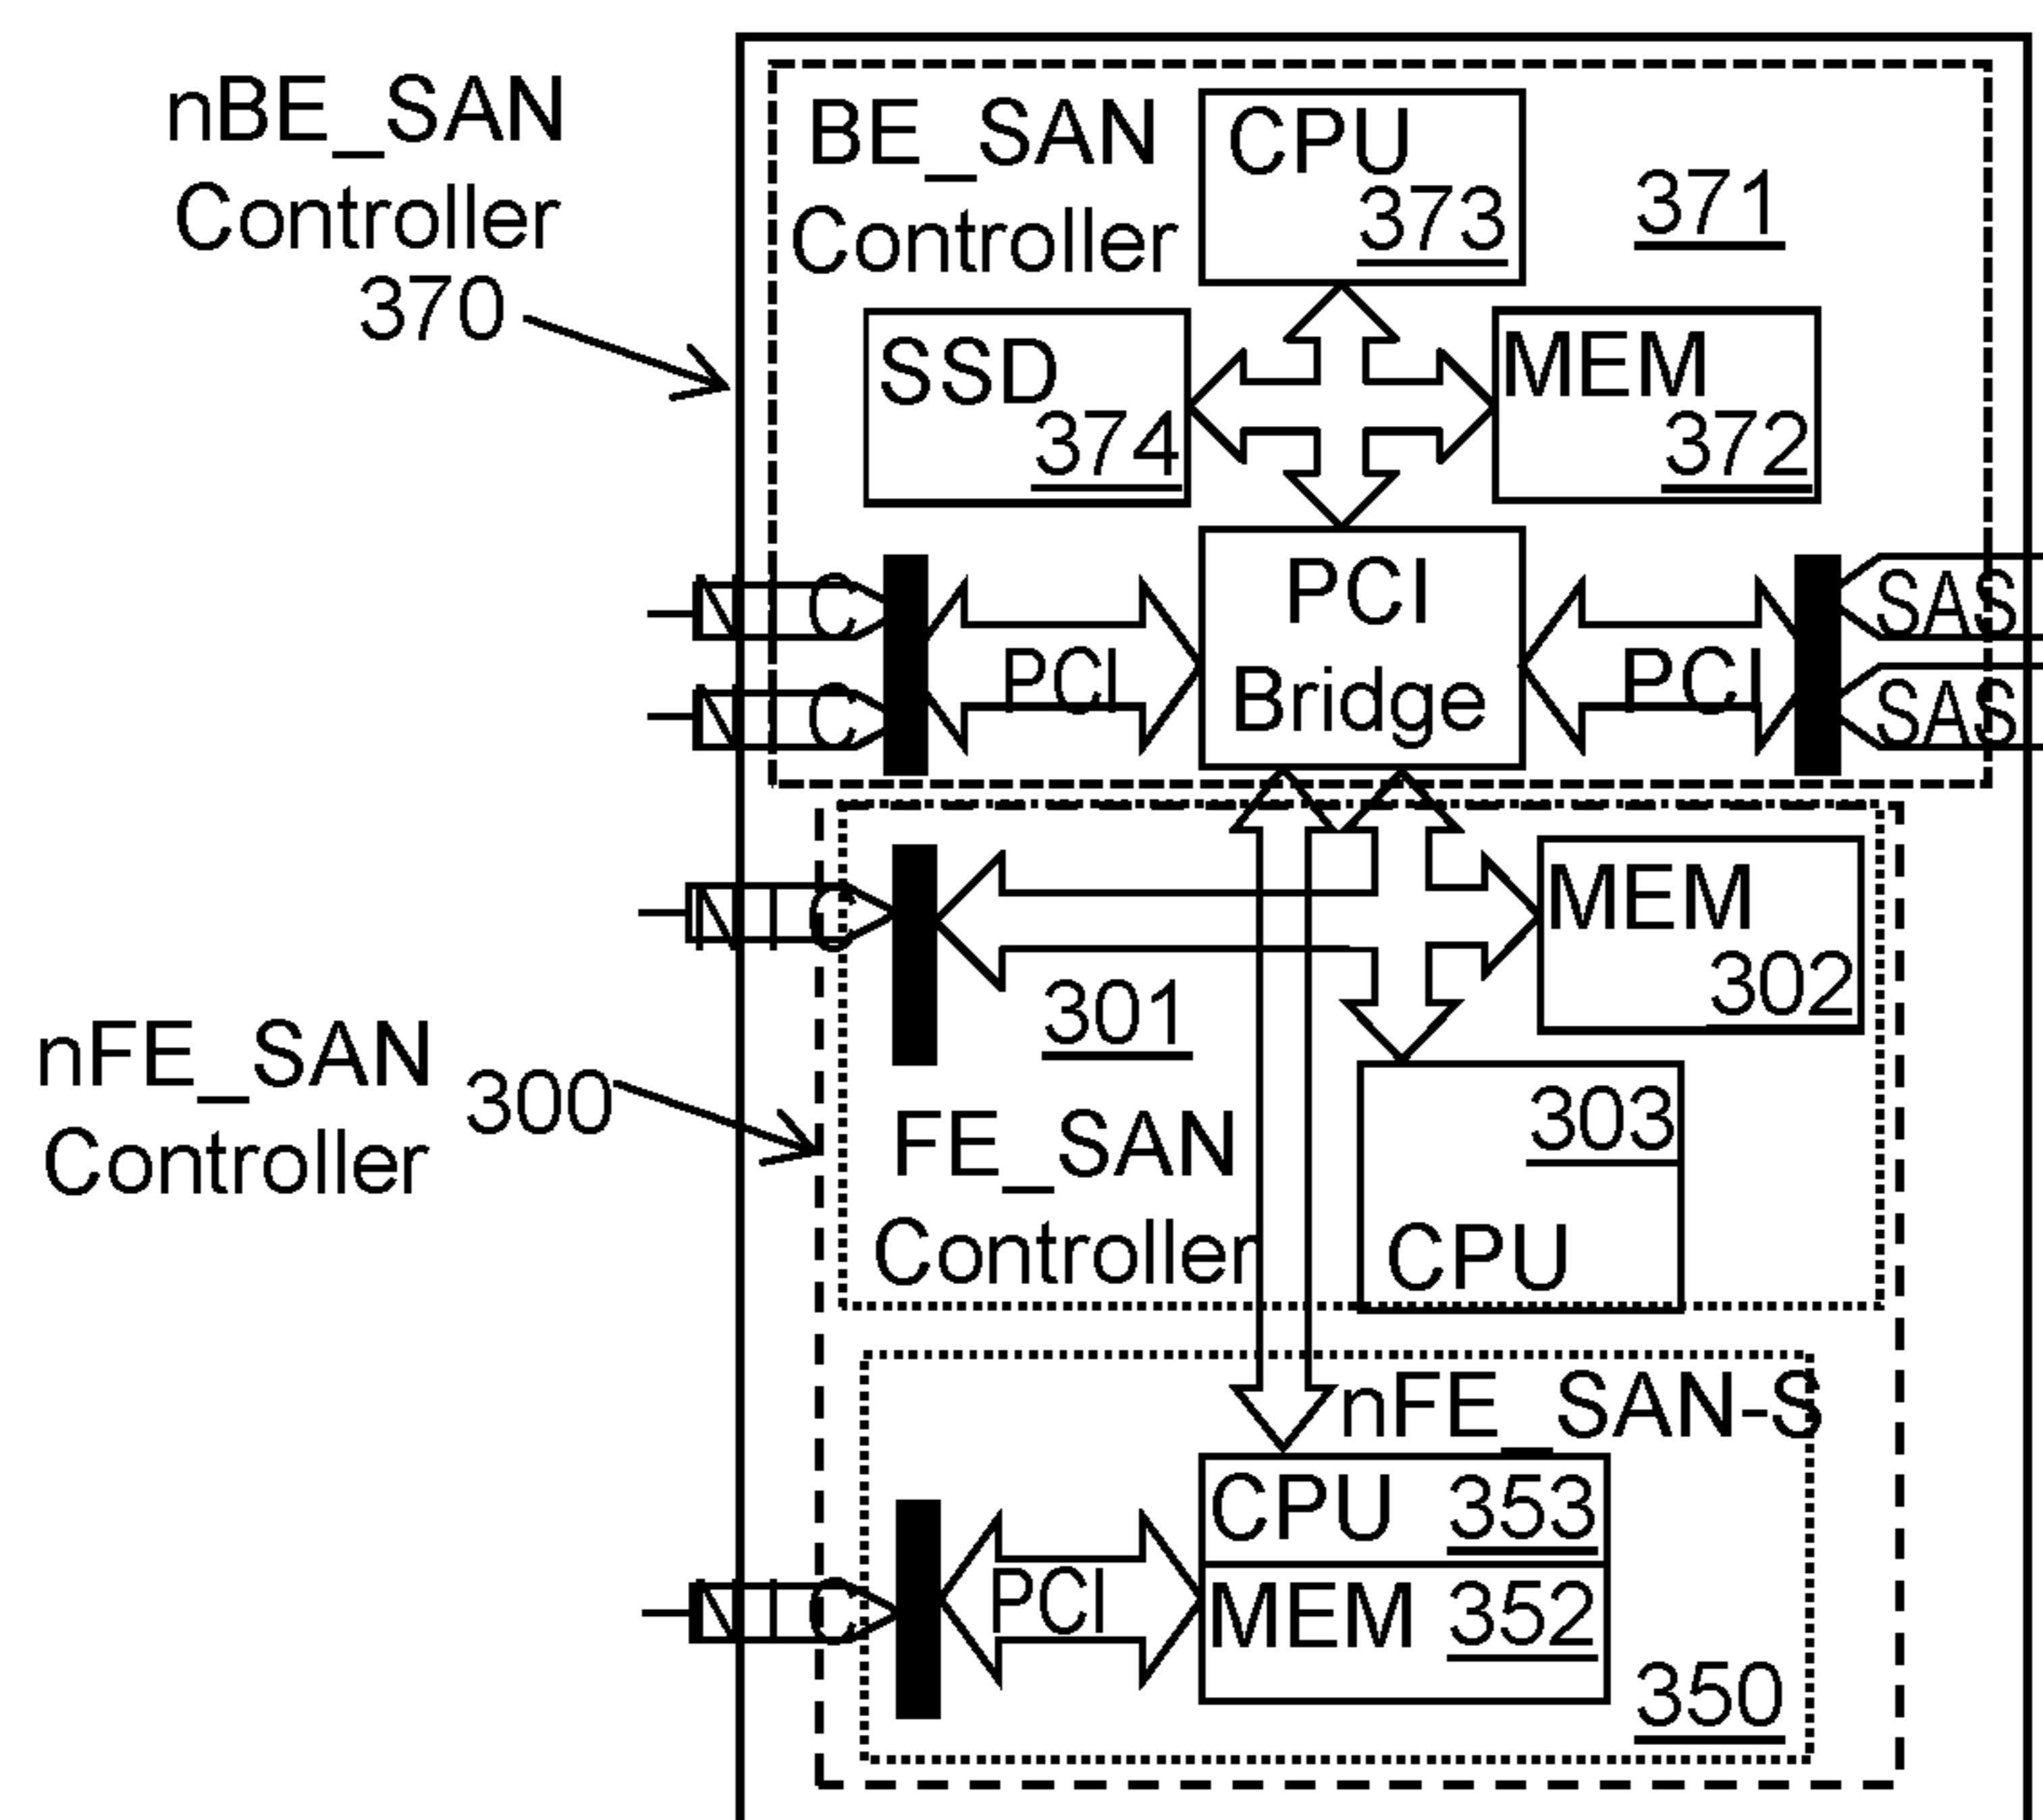 nBE_SAN
Controller
370
BE_SAN
Controller
CPU
373
371
SSD
374
MEM
372
NIC
NIC
PCI
PCI
Bridge
PCI
SAS
SAS
NIC
301
MEM
302
nFE_SAN
Controller
300
FE_SAN
Controller
303
CPU
nFE_SAN-S
NIC
PCI
CPU 353
MEM 352
350